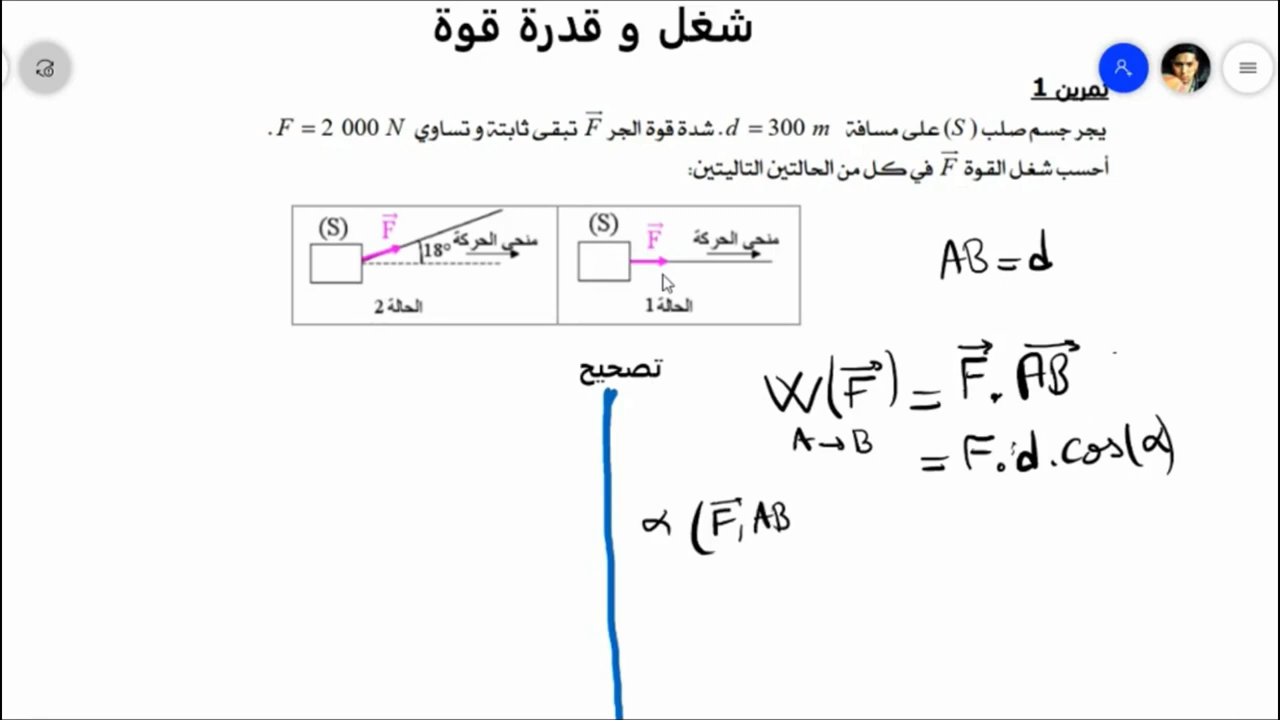 شغل و قدرة قوة
تمرين 1
يجر جسم صلب (S) على مسافة d = 300 m. شدة قوة الجر F تبقى ثابتة و تساوي F = 2 000 N .
أحسب شغل القوة F في كل من الحالتين التاليتين:
(S) F منحى الحركة
الحالة 1
(S) F 18° منحى الحركة
الحالة 2
AB = d
تصحيح
W(F) = F . AB
A → B
= F . d . cos(α)
α (F, AB